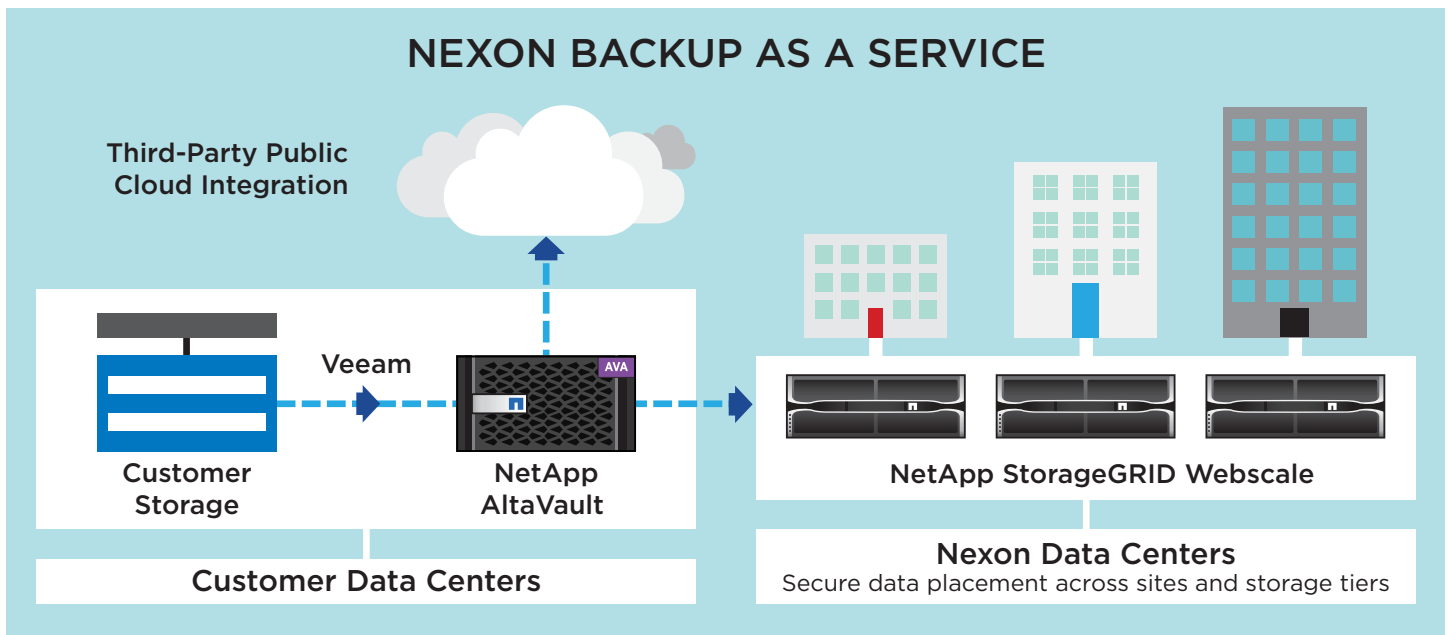 NEXON BACKUP AS A SERVICE
Third-Party Public
Cloud Integration
Veeam
AVA
Customer
Storage
NetApp
AltaVault
NetApp StorageGRID Webscale
Customer Data Centers
Nexon Data Centers
Secure data placement across sites and storage tiers